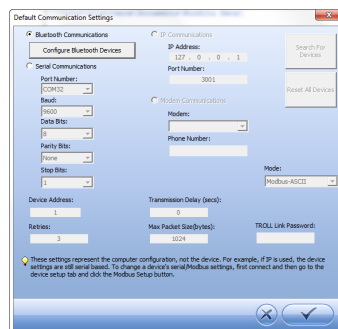 Default Communication Settings
Bluetooth Communications
Configure Bluetooth Devices
Serial Communications
Port Number:
COM32
Baud:
9600
Data Bits:
8
Parity Bits:
None
Stop Bits:
1
IP Communications
IP Address:
127 . 0 . 0 . 1
Port Number:
3001
Modem Communications
Modem:
Phone Number:
Search For
Devices
Reset All Devices
Mode:
Modbus-ASCII
Device Address:
1
Transmission Delay (secs):
0
Retries:
3
Max Packet Size(bytes):
1024
TROLL Link Password:
These settings represent the computer configuration, not the device. For example, if IP is used, the device
settings are still serial based. To change a device's serial/Modbus settings, first connect and then go to the
device setup tab and click the Modbus Setup button.